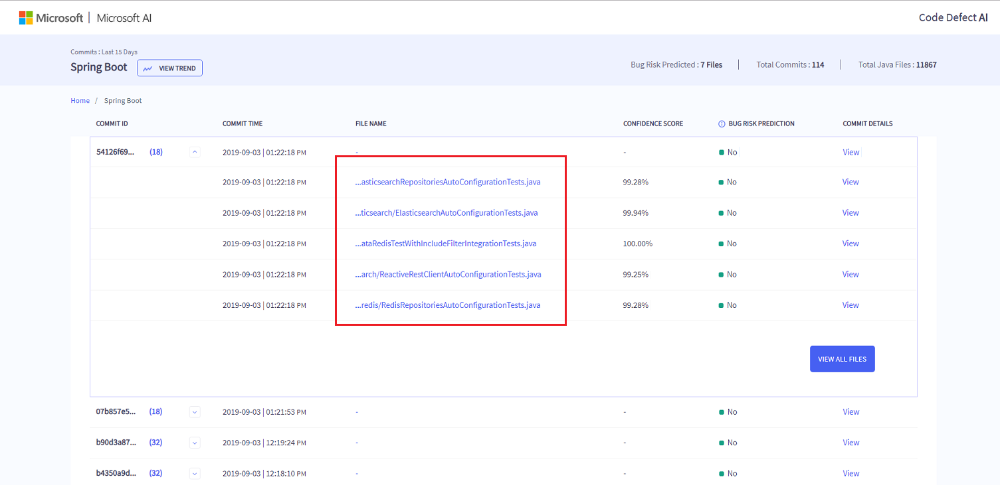 Microsoft | Microsoft AI Code Defect AI
Commits : Last 15 Days
Spring Boot VIEW TREND Bug Risk Predicted : 7 Files | Total Commits : 114 | Total Java Files : 11867
Home / Spring Boot
COMMIT ID COMMIT TIME FILE NAME CONFIDENCE SCORE BUG RISK PREDICTION COMMIT DETAILS
54126f69... (18) 2019-09-03 | 01:22:18 PM - - No View
2019-09-03 | 01:22:18 PM ...asticsearchRepositoriesAutoConfigurationTests.java 99.28% No View
2019-09-03 | 01:22:18 PM ...ticsearch/ElasticsearchAutoConfigurationTests.java 99.94% No View
2019-09-03 | 01:22:18 PM ...ataRedisTestWithIncludeFilterIntegrationTests.java 100.00% No View
2019-09-03 | 01:22:18 PM ...arch/ReactiveRestClientAutoConfigurationTests.java 99.25% No View
2019-09-03 | 01:22:18 PM ...redis/RedisRepositoriesAutoConfigurationTests.java 99.28% No View
VIEW ALL FILES
07b857e5... (18) 2019-09-03 | 01:21:53 PM - - No View
b90d3a87... (32) 2019-09-03 | 12:19:24 PM - - No View
b4350a9d... (32) 2019-09-03 | 12:18:10 PM - - No View